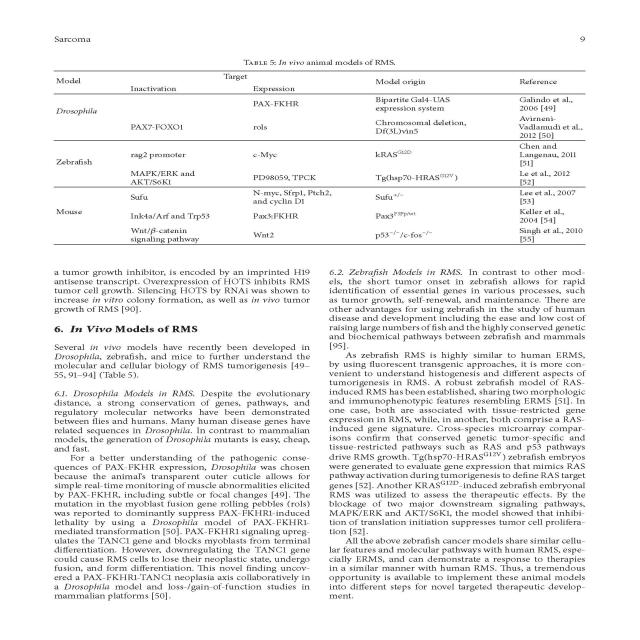 Sarcoma
9
TABLE 5: In vivo animal models of RMS.
Model
Target
Model origin
Reference
Inactivation
Expression
Drosophila
PAX-FKHR
Bipartite Gal4-UAS
expression system
Galindo et al.,
2006 [49]
PAX7-FOXO1
rols
Chromosomal deletion,
Df(3L)vin5
Avirneni-
Vadlamudi et al.,
2012 [50]
Zebrafish
rag2 promoter
c-Myc
kRASG12D
Chen and
Langenau, 2011
[51]
MAPK/ERK and
AKT/S6K1
PD98059, TPCK
Tg(hsp70-HRASG12V)
Le et al., 2012
[52]
Mouse
Sufu
N-myc, Sfrp1, Ptch2,
and cyclin D1
Sufu+/−
Lee et al., 2007
[53]
Ink4a/Arf and Trp53
Pax3:FKHR
Pax3P3Fp/wt
Keller et al.,
2004 [54]
Wnt/β-catenin
signaling pathway
Wnt2
p53−/−/c-fos−/−
Singh et al., 2010
[55]
a tumor growth inhibitor, is encoded by an imprinted H19
antisense transcript. Overexpression of HOTS inhibits RMS
tumor cell growth. Silencing HOTS by RNAi was shown to
increase in vitro colony formation, as well as in vivo tumor
growth of RMS [90].
6. In Vivo Models of RMS
Several in vivo models have recently been developed in
Drosophila, zebrafish, and mice to further understand the
molecular and cellular biology of RMS tumorigenesis [49–
55, 91–94] (Table 5).
6.1. Drosophila Models in RMS. Despite the evolutionary
distance, a strong conservation of genes, pathways, and
regulatory molecular networks have been demonstrated
between flies and humans. Many human disease genes have
related sequences in Drosophila. In contrast to mammalian
models, the generation of Drosophila mutants is easy, cheap,
and fast.
For a better understanding of the pathogenic conse-
quences of PAX-FKHR expression, Drosophila was chosen
because the animal's transparent outer cuticle allows for
simple real-time monitoring of muscle abnormalities elicited
by PAX-FKHR, including subtle or focal changes [49]. The
mutation in the myoblast fusion gene rolling pebbles (rols)
was reported to dominantly suppress PAX-FKHR1-induced
lethality by using a Drosophila model of PAX-FKHR1-
mediated transformation [50]. PAX-FKHR1 signaling upreg-
ulates the TANC1 gene and blocks myoblasts from terminal
differentiation. However, downregulating the TANC1 gene
could cause RMS cells to lose their neoplastic state, undergo
fusion, and form differentiation. This novel finding uncov-
ered a PAX-FKHR1-TANC1 neoplasia axis collaboratively in
a Drosophila model and loss-/gain-of-function studies in
mammalian platforms [50].
6.2. Zebrafish Models in RMS. In contrast to other mod-
els, the short tumor onset in zebrafish allows for rapid
identification of essential genes in various processes, such
as tumor growth, self-renewal, and maintenance. There are
other advantages for using zebrafish in the study of human
disease and development including the ease and low cost of
raising large numbers of fish and the highly conserved genetic
and biochemical pathways between zebrafish and mammals
[95].
As zebrafish RMS is highly similar to human ERMS,
by using fluorescent transgenic approaches, it is more con-
venient to understand histogenesis and different aspects of
tumorigenesis in RMS. A robust zebrafish model of RAS-
induced RMS has been established, sharing two morphologic
and immunophenotypic features resembling ERMS [51]. In
one case, both are associated with tissue-restricted gene
expression in RMS, while, in another, both comprise a RAS-
induced gene signature. Cross-species microarray compar-
isons confirm that conserved genetic tumor-specific and
tissue-restricted pathways such as RAS and p53 pathways
drive RMS growth. Tg(hsp70-HRASG12V) zebrafish embryos
were generated to evaluate gene expression that mimics RAS
pathway activation during tumorigenesis to define RAS target
genes [52]. Another KRASG12D-induced zebrafish embryonal
RMS was utilized to assess the therapeutic effects. By the
blockage of two major downstream signaling pathways,
MAPK/ERK and AKT/S6K1, the model showed that inhibi-
tion of translation initiation suppresses tumor cell prolifera-
tion [52].
All the above zebrafish cancer models share similar cellu-
lar features and molecular pathways with human RMS, espe-
cially ERMS, and can demonstrate a response to therapies
in a similar manner with human RMS. Thus, a tremendous
opportunity is available to implement these animal models
into different steps for novel targeted therapeutic develop-
ment.